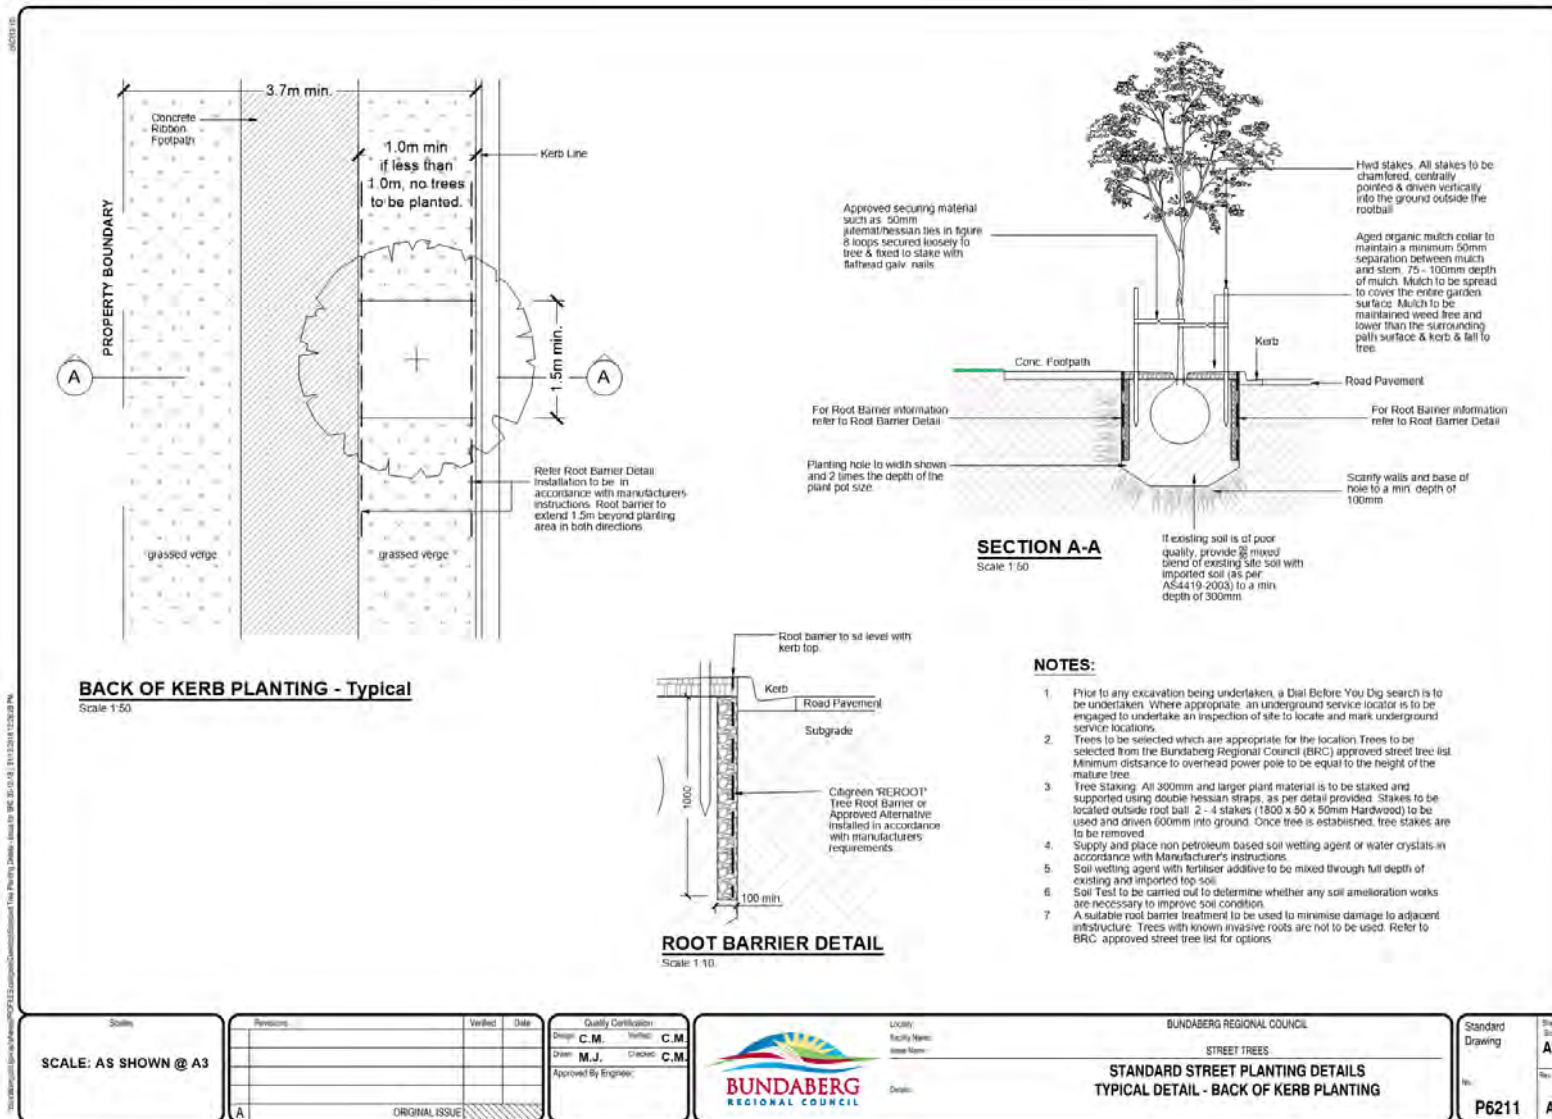 3.7m min.
Concrete
Ribbon
Footpath
1.0m min
if less than
1.0m, no trees
to be planted.
Kerb Line
PROPERTY BOUNDARY
A
A
1.5m min.
Refer Root Barrier Detail
Installation to be in
accordance with manufacturers
instructions. Root barrier to
extend 1.5m beyond planting
area in both directions
grassed verge
grassed verge
BACK OF KERB PLANTING - Typical
Scale 1:50
Approved securing material
such as 50mm
jutemat/hessian ties in figure
8 loops secured loosely to
tree & fixed to stake with
flathead galv. nails
Hwd stakes. All stakes to be
chamfered, centrally
pointed & driven vertically
into the ground outside the
rootball
Aged organic mulch collar to
maintain a minimum 50mm
separation between mulch
and stem. 75 - 100mm depth
of mulch. Mulch to be spread
to cover the entire garden
surface. Mulch to be
maintained weed free and
lower than the surrounding
path surface & kerb & fall to
tree
Kerb
Conc. Footpath
Road Pavement
For Root Barrier information
refer to Root Barrier Detail
For Root Barrier information
refer to Root Barrier Detail
Planting hole to width shown
and 2 times the depth of the
plant pot size.
Scarify walls and base of
hole to a min. depth of
100mm
SECTION A-A
Scale 1:50
If existing soil is of poor
quality, provide mixed
blend of existing site soil with
imported soil (as per
AS4419-2003) to a min.
depth of 300mm
Root barrier to sit level with
kerb top.
Kerb
Road Pavement
Subgrade
1000
Citigreen 'REROOT'
Tree Root Barrier or
Approved Alternative
installed in accordance
with manufacturers
requirements
100 min.
ROOT BARRIER DETAIL
Scale 1:10
NOTES:
1. Prior to any excavation being undertaken, a Dial Before You Dig search is to
be undertaken. Where appropriate, an underground service locator is to be
engaged to undertake an inspection of site to locate and mark underground
service locations
2. Trees to be selected which are appropriate for the location.Trees to be
selected from the Bundaberg Regional Council (BRC) approved street tree list
Minimum distsance to overhead power pole to be equal to the height of the
mature tree
3. Tree Staking: All 300mm and larger plant material is to be staked and
supported using double hessian straps, as per detail provided. Stakes to be
located outside root ball. 2 - 4 stakes (1800 x 50 x 50mm Hardwood) to be
used and driven 600mm into ground. Once tree is established, tree stakes are
to be removed
4. Supply and place non petroleum based soil wetting agent or water crystals in
accordance with Manufacturer's instructions.
5. Soil wetting agent with fertiliser additive to be mixed through full depth of
existing and imported top soil
6. Soil Test to be carried out to determine whether any soil amelioration works
are necessary to improve soil condition.
7 A suitable root barrier treatment to be used to minimise damage to adjacent
infrstructure. Trees with known invasive roots are not to be used. Refer to
BRC approved street tree list for options
Scales
SCALE: AS SHOWN @ A3
Revisions
Verified
Date
A
ORIGINAL ISSUE
Quality Certification
Design: C.M. Verified: C.M.
Drawn: M.J. Checked: C.M.
Approved By Engineer:
BUNDABERG
REGIONAL COUNCIL
Locality:
Facility Name:
Issue Name:
Details:
BUNDABERG REGIONAL COUNCIL
STREET TREES
STANDARD STREET PLANTING DETAILS
TYPICAL DETAIL - BACK OF KERB PLANTING
Standard
Drawing
No.
P6211